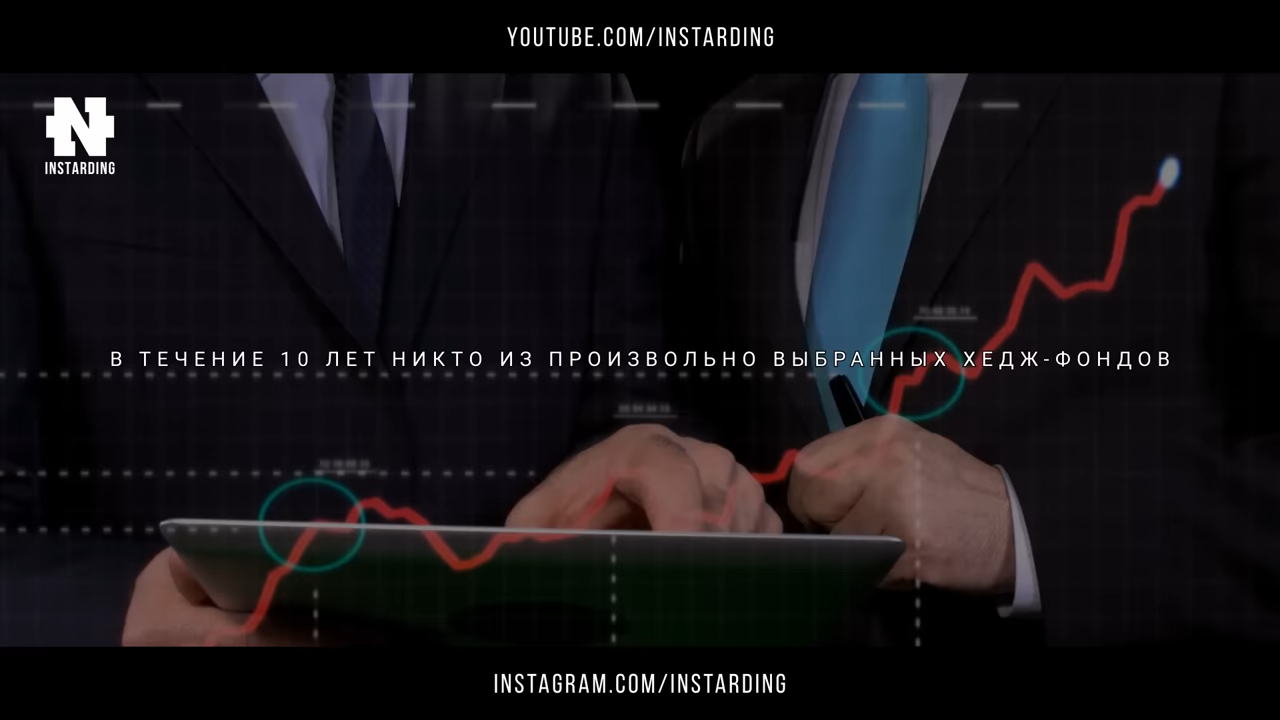 YOUTUBE.COM/INSTARDING
N
INSTARDING
В ТЕЧЕНИЕ 10 ЛЕТ НИКТО ИЗ ПРОИЗВОЛЬНО ВЫБРАННЫХ ХЕДЖ-ФОНДОВ
INSTAGRAM.COM/INSTARDING